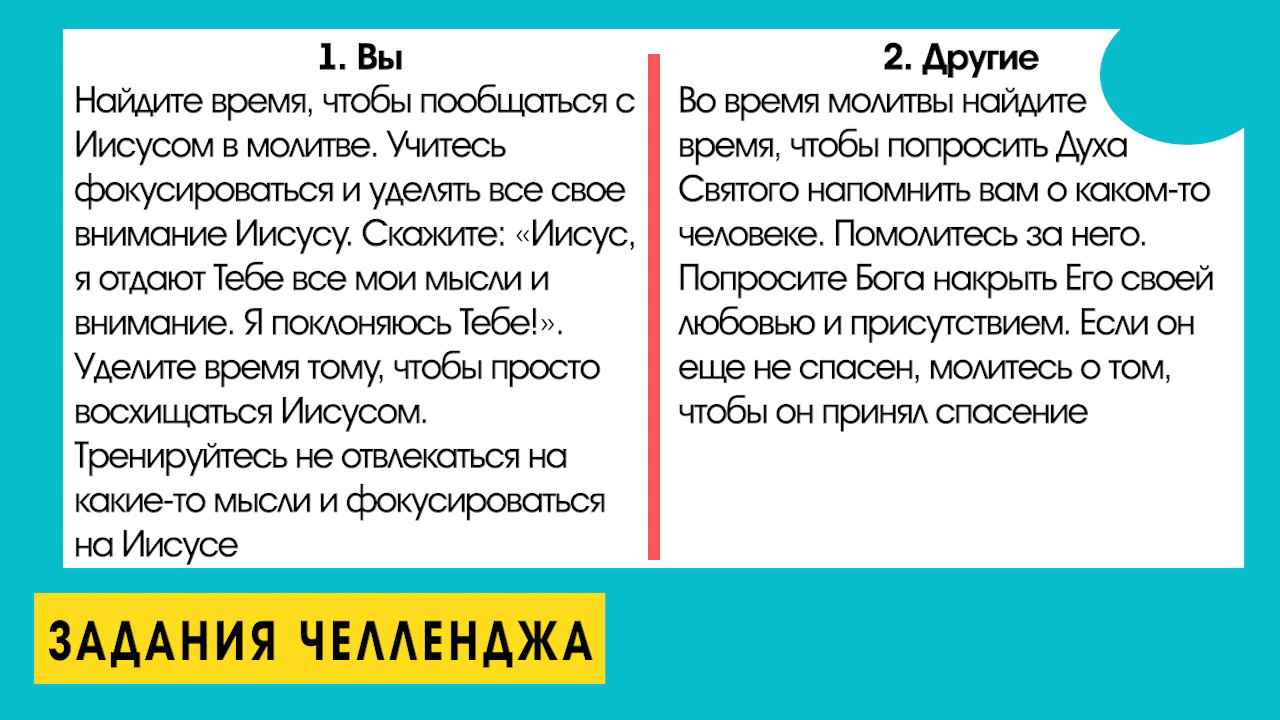 1. Вы
Найдите время, чтобы пообщаться с
Иисусом в молитве. Учитесь
фокусироваться и уделять все свое
внимание Иисусу. Скажите: «Иисус,
я отдают Тебе все мои мысли и
внимание. Я поклоняюсь Тебе!».
Уделите время тому, чтобы просто
восхищаться Иисусом.
Тренируйтесь не отвлекаться на
какие-то мысли и фокусироваться
на Иисусе
2. Другие
Во время молитвы найдите
время, чтобы попросить Духа
Святого напомнить вам о каком-то
человеке. Помолитесь за него.
Попросите Бога накрыть Его своей
любовью и присутствием. Если он
еще не спасен, молитесь о том,
чтобы он принял спасение
ЗАДАНИЯ ЧЕЛЛЕНДЖА